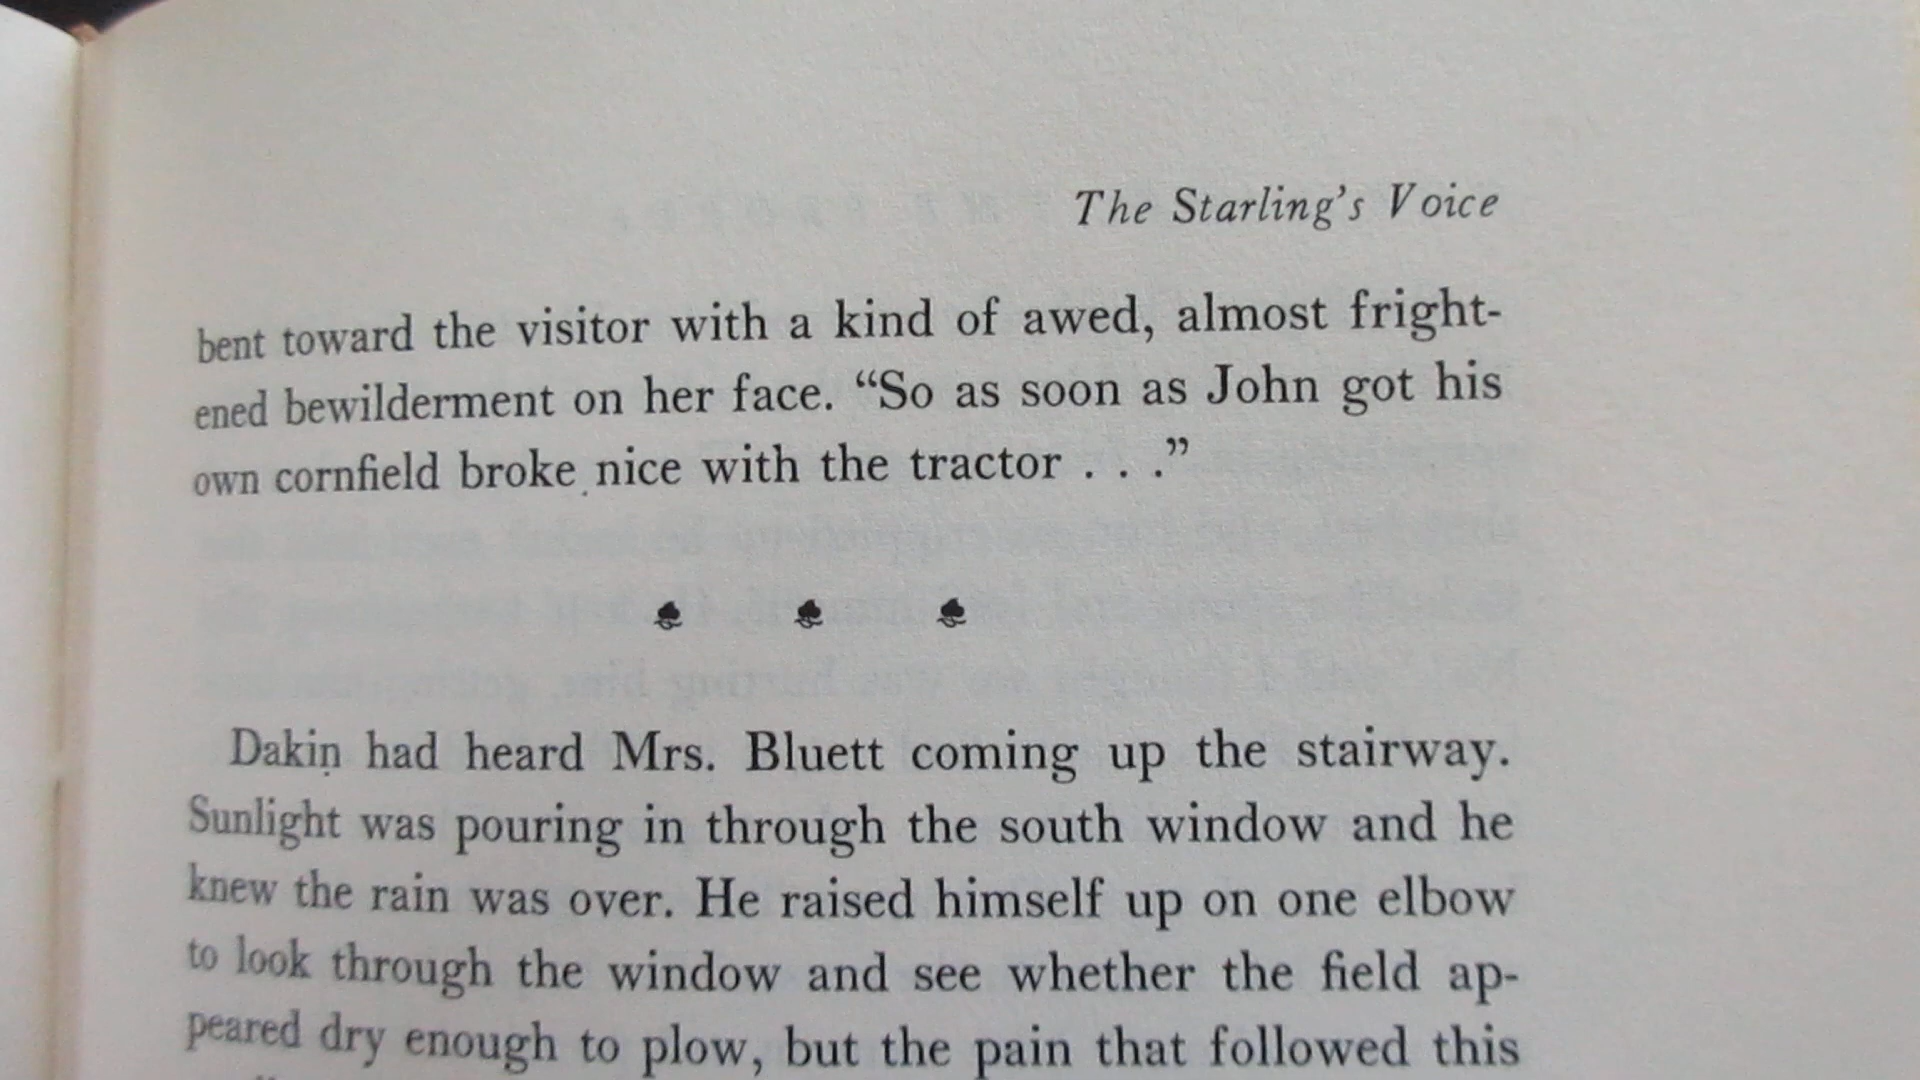 The Starling's Voice
bent toward the visitor with a kind of awed, almost fright-
ened bewilderment on her face. “So as soon as John got his
own cornfield broke nice with the tractor . . .”
Dakin had heard Mrs. Bluett coming up the stairway.
Sunlight was pouring in through the south window and he
knew the rain was over. He raised himself up on one elbow
to look through the window and see whether the field ap-
peared dry enough to plow, but the pain that followed this